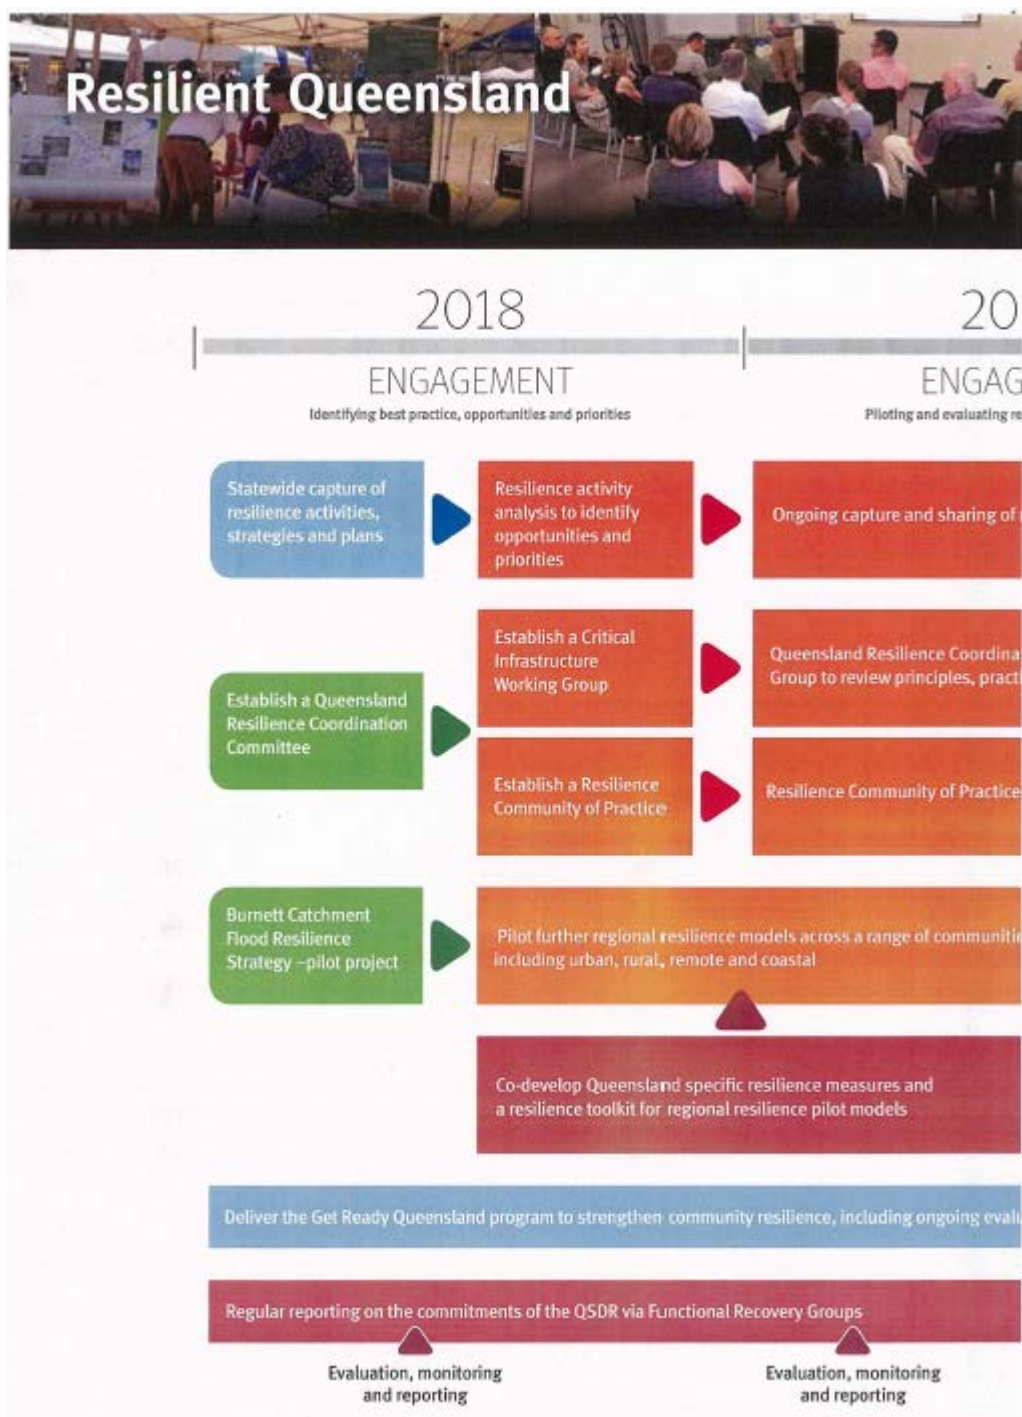 Resilient Queensland
2018
20
ENGAGEMENT
ENGAG
Identifying best practice, opportunities and priorities
Piloting and evaluating re
Statewide capture of
resilience activities,
strategies and plans
Resilience activity
analysis to identify
opportunities and
priorities
Ongoing capture and sharing of
Establish a Queensland
Resilience Coordination
Committee
Establish a Critical
Infrastructure
Working Group
Queensland Resilience Coordina
Group to review principles, practi
Establish a Resilience
Community of Practice
Resilience Community of Practice
Burnett Catchment
Flood Resilience
Strategy –pilot project
Pilot further regional resilience models across a range of communitie
including urban, rural, remote and coastal
Co-develop Queensland specific resilience measures and
a resilience toolkit for regional resilience pilot models
Deliver the Get Ready Queensland program to strengthen community resilience, including ongoing evalu
Regular reporting on the commitments of the QSDR via Functional Recovery Groups
Evaluation, monitoring
and reporting
Evaluation, monitoring
and reporting